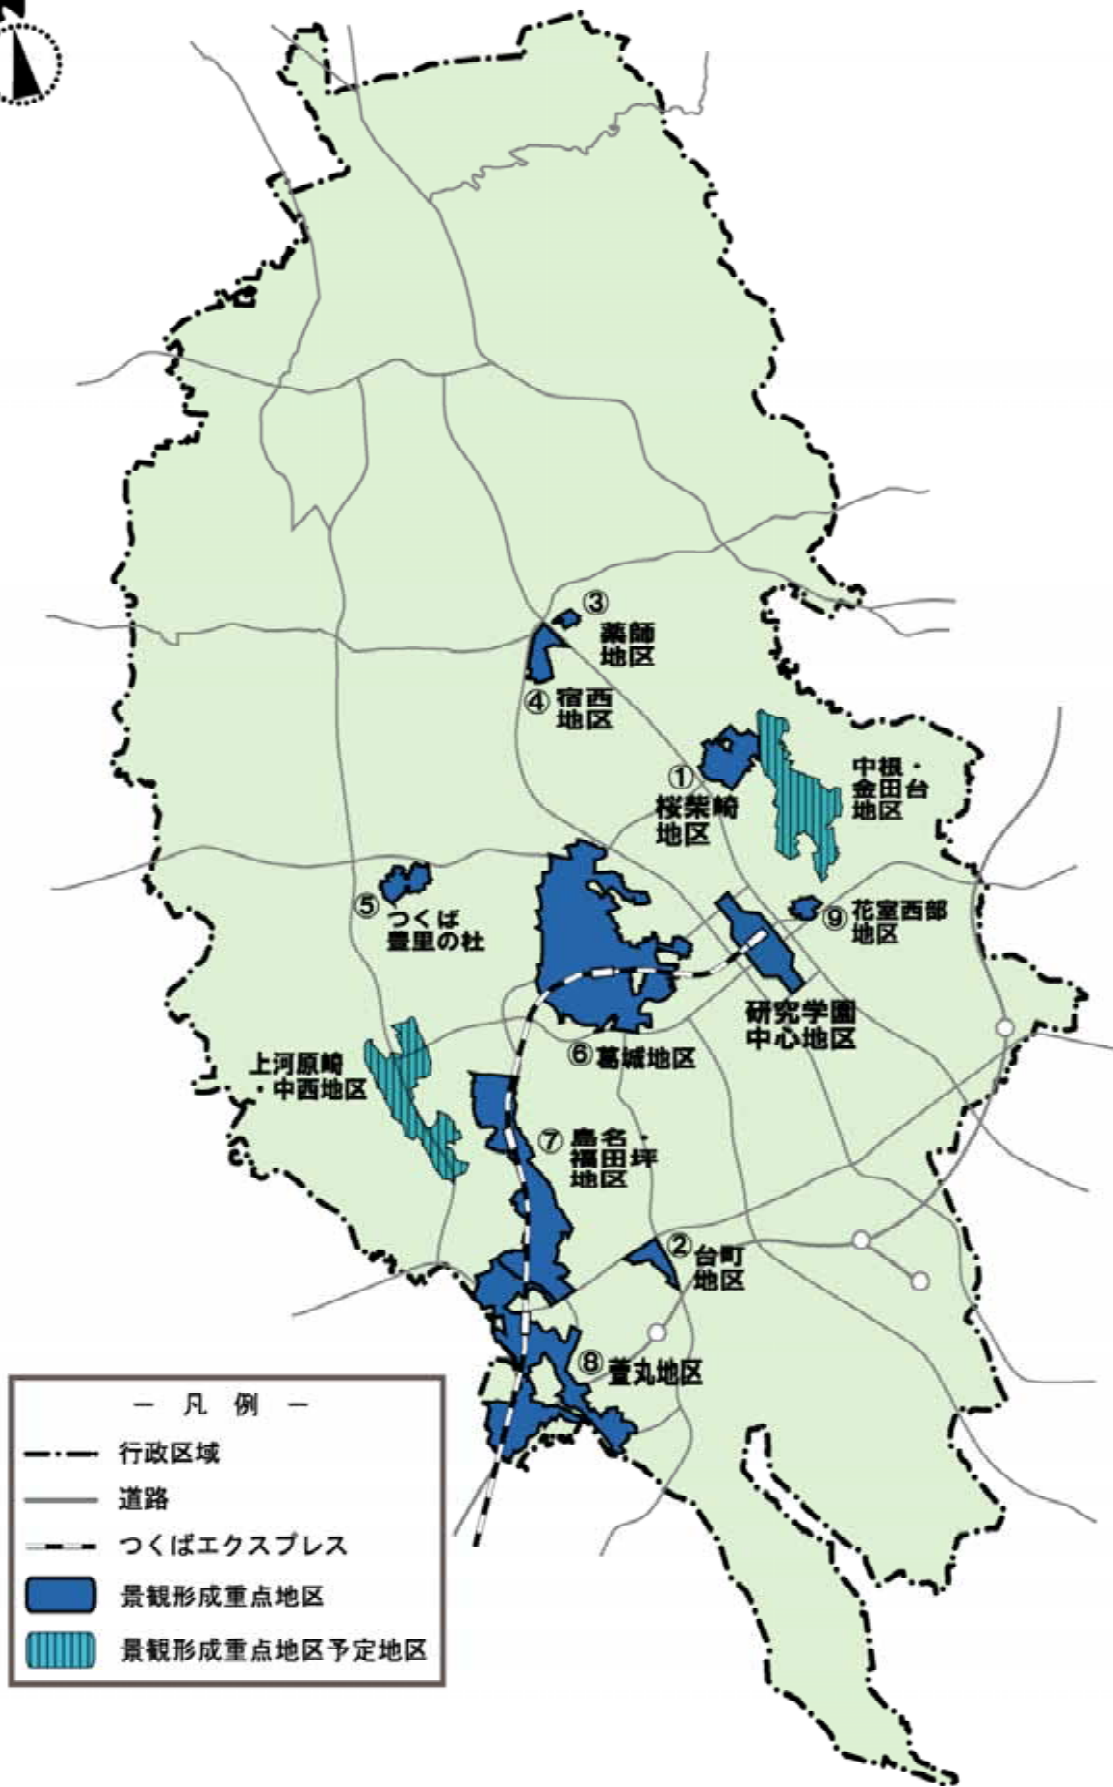 ③
薬師
地区
④
宿西
地区
①
桜柴崎
地区
中根・
金田台
地区
⑤
つくば
豊里の杜
⑨
花室西部
地区
研究学園
中心地区
⑥葛城地区
上河原崎
・中西地区
⑦
島名・
福田坪
地区
②
台町
地区
⑧萱丸地区
― 凡 例 ―
行政区域
道路
つくばエクスプレス
景観形成重点地区
景観形成重点地区予定地区